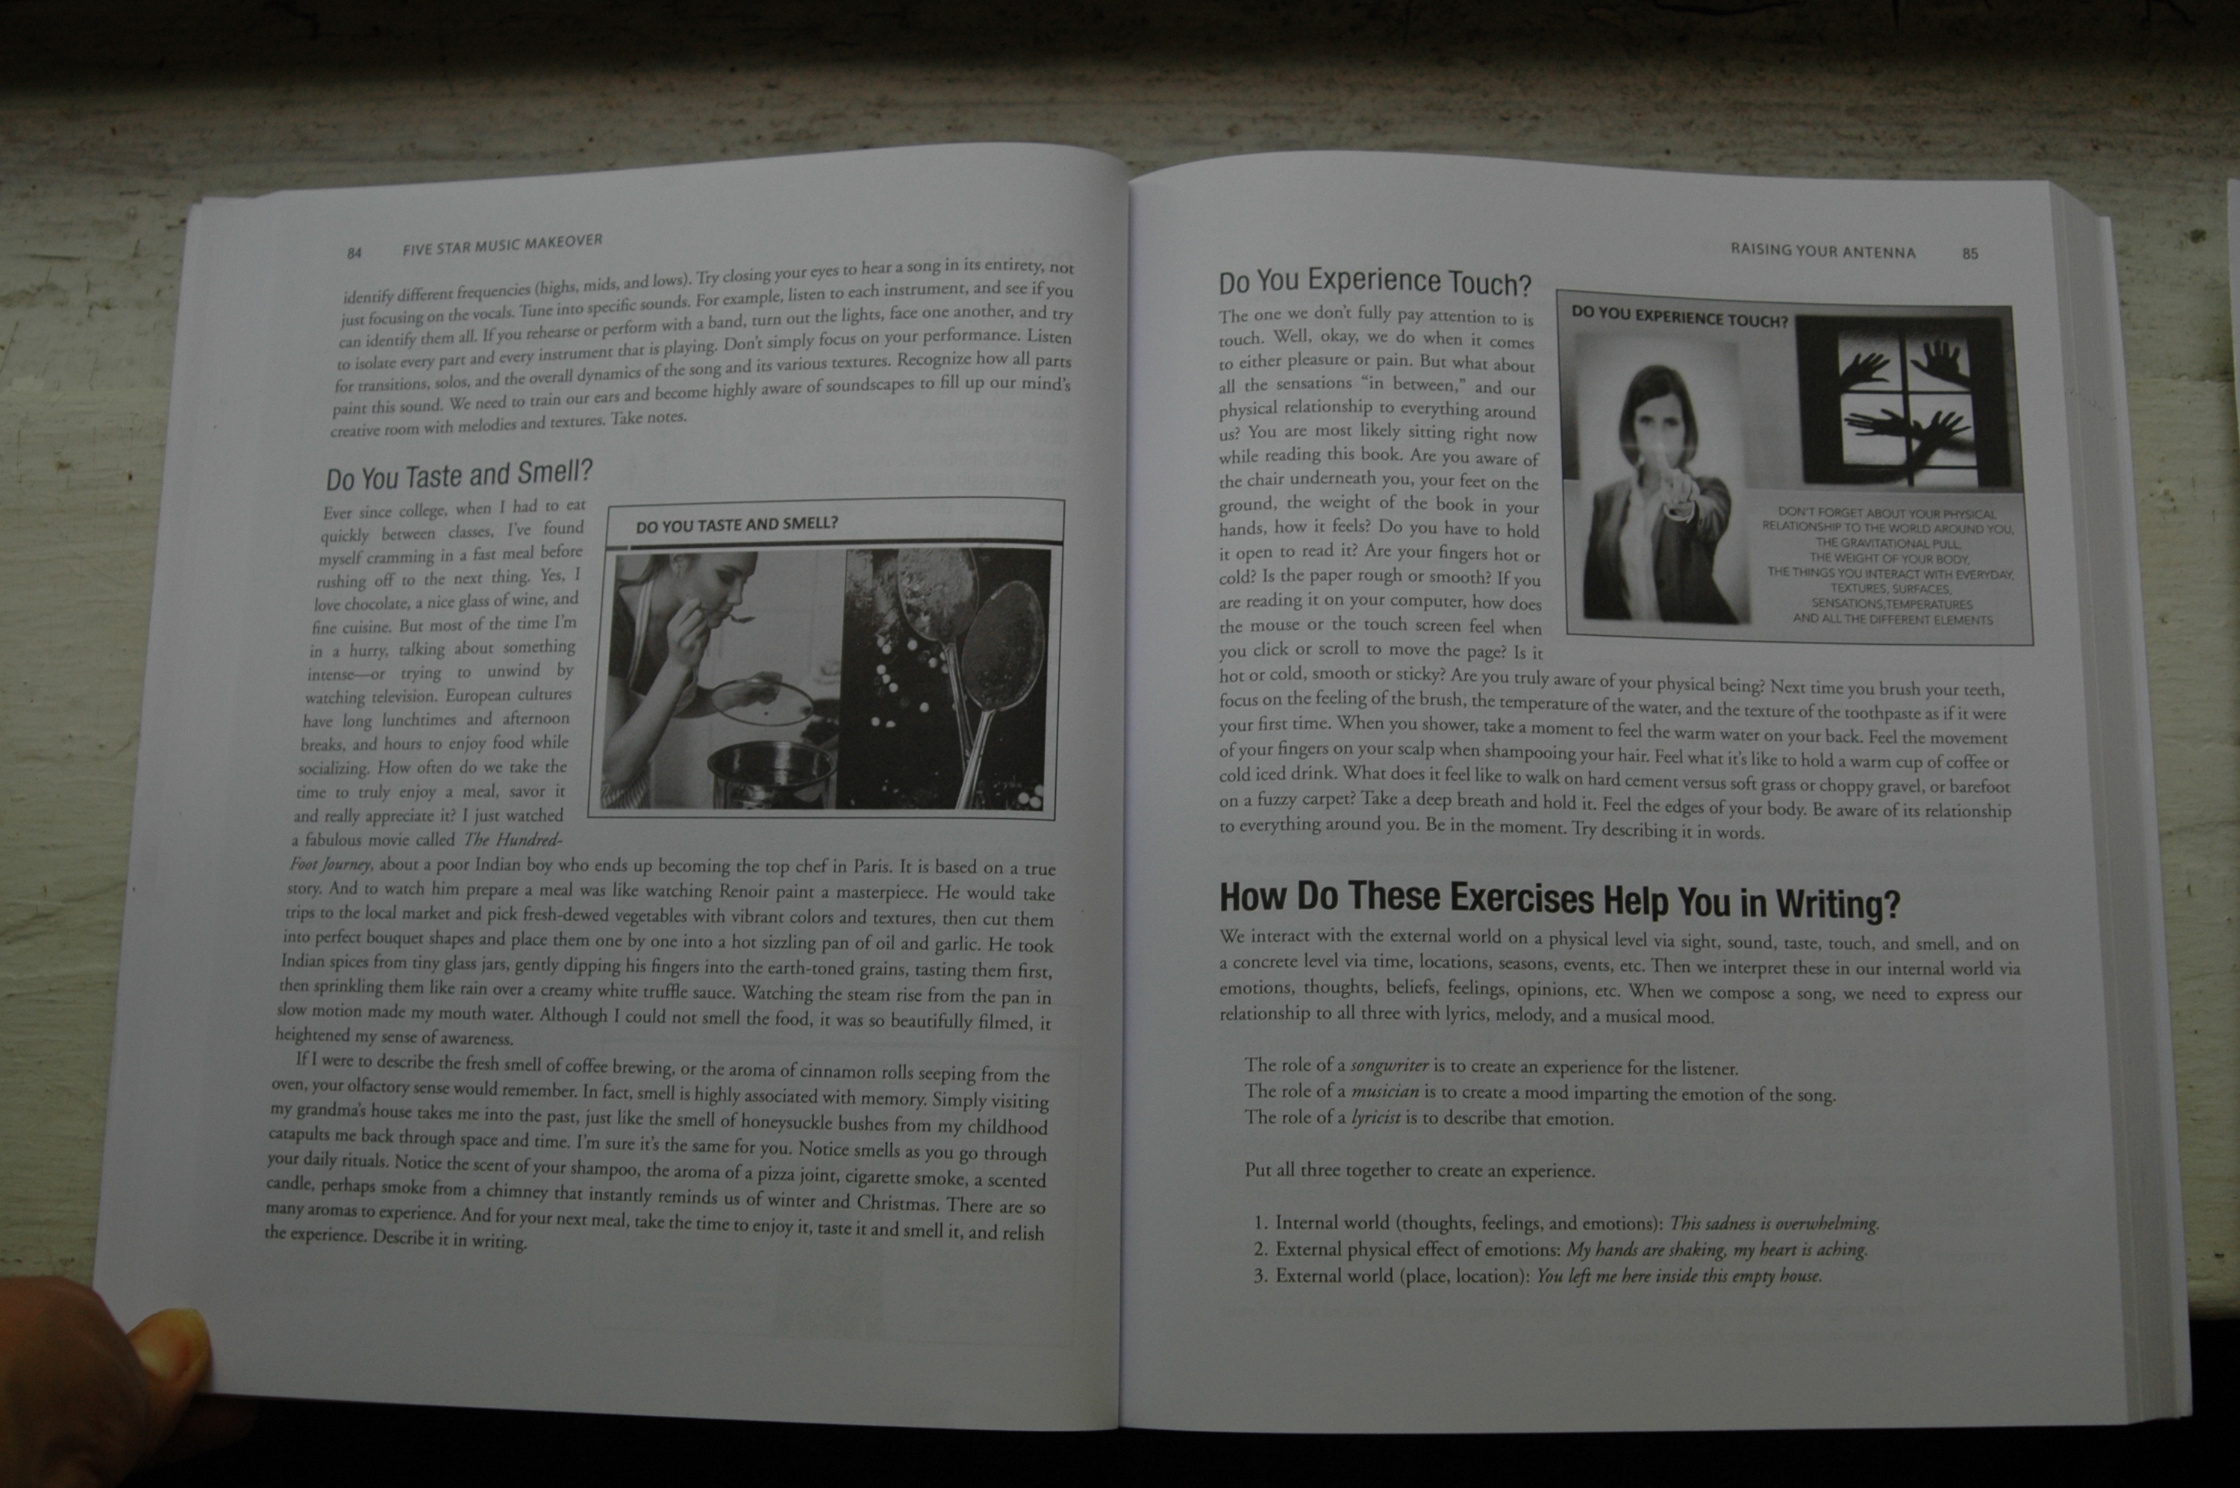 84 FIVE STAR MUSIC MAKEOVER
identify different frequencies (highs, mids, and lows). Try closing your eyes to hear a song in its entirety, not
just focusing on the vocals. Tune into specific sounds. For example, listen to each instrument, and see if you
can identify them all. If you rehearse or perform with a band, turn out the lights, face one another, and try
to isolate every part and every instrument that is playing. Don't simply focus on your performance. Listen
for transitions, solos, and the overall dynamics of the song and its various textures. Recognize how all parts
paint this sound. We need to train our ears and become highly aware of soundscapes to fill up our mind's
creative room with melodies and textures. Take notes.
Do You Taste and Smell?
Ever since college, when I had to eat
quickly between classes, I've found
myself cramming in a fast meal before
rushing off to the next thing. Yes, I
love chocolate, a nice glass of wine, and
fine cuisine. But most of the time I'm
in a hurry, talking about something
intense—or trying to unwind by
watching television. European cultures
have long lunchtimes and afternoon
breaks, and hours to enjoy food while
socializing. How often do we take the
time to truly enjoy a meal, savor it
and really appreciate it? I just watched
a fabulous movie called The Hundred-
DO YOU TASTE AND SMELL?
Foot Journey, about a poor Indian boy who ends up becoming the top chef in Paris. It is based on a true
story. And to watch him prepare a meal was like watching Renoir paint a masterpiece. He would take
trips to the local market and pick fresh-dewed vegetables with vibrant colors and textures, then cut them
into perfect bouquet shapes and place them one by one into a hot sizzling pan of oil and garlic. He took
Indian spices from tiny glass jars, gently dipping his fingers into the earth-toned grains, tasting them first,
then sprinkling them like rain over a creamy white truffle sauce. Watching the steam rise from the pan in
slow motion made my mouth water. Although I could not smell the food, it was so beautifully filmed, it
heightened my sense of awareness.
If I were to describe the fresh smell of coffee brewing, or the aroma of cinnamon rolls seeping from the
oven, your olfactory sense would remember. In fact, smell is highly associated with memory. Simply visiting
my grandma's house takes me into the past, just like the smell of honeysuckle bushes from my childhood
catapults me back through space and time. I'm sure it's the same for you. Notice smells as you go through
your daily rituals. Notice the scent of your shampoo, the aroma of a pizza joint, cigarette smoke, a scented
candle, perhaps smoke from a chimney that instantly reminds us of winter and Christmas. There are so
many aromas to experience. And for your next meal, take the time to enjoy it, taste it and smell it, and relish
the experience. Describe it in writing.
RAISING YOUR ANTENNA 85
Do You Experience Touch?
The one we don't fully pay attention to is
touch. Well, okay, we do when it comes
to either pleasure or pain. But what about
all the sensations "in between," and our
physical relationship to everything around
us? You are most likely sitting right now
while reading this book. Are you aware of
the chair underneath you, your feet on the
ground, the weight of the book in your
hands, how it feels? Do you have to hold
it open to read it? Are your fingers hot or
cold? Is the paper rough or smooth? If you
are reading it on your computer, how does
the mouse or the touch screen feel when
you click or scroll to move the page? Is it
DO YOU EXPERIENCE TOUCH?
DON'T FORGET ABOUT YOUR PHYSICAL
RELATIONSHIP TO THE WORLD AROUND YOU,
THE GRAVITATIONAL PULL,
THE WEIGHT OF YOUR BODY,
THE THINGS YOU INTERACT WITH EVERYDAY,
TEXTURES, SURFACES,
SENSATIONS,TEMPERATURES
AND ALL THE DIFFERENT ELEMENTS
hot or cold, smooth or sticky? Are you truly aware of your physical being? Next time you brush your teeth,
focus on the feeling of the brush, the temperature of the water, and the texture of the toothpaste as if it were
your first time. When you shower, take a moment to feel the warm water on your back. Feel the movement
of your fingers on your scalp when shampooing your hair. Feel what it's like to hold a warm cup of coffee or
cold iced drink. What does it feel like to walk on hard cement versus soft grass or choppy gravel, or barefoot
on a fuzzy carpet? Take a deep breath and hold it. Feel the edges of your body. Be aware of its relationship
to everything around you. Be in the moment. Try describing it in words.
How Do These Exercises Help You in Writing?
We interact with the external world on a physical level via sight, sound, taste, touch, and smell, and on
a concrete level via time, locations, seasons, events, etc. Then we interpret these in our internal world via
emotions, thoughts, beliefs, feelings, opinions, etc. When we compose a song, we need to express our
relationship to all three with lyrics, melody, and a musical mood.
The role of a songwriter is to create an experience for the listener.
The role of a musician is to create a mood imparting the emotion of the song.
The role of a lyricist is to describe that emotion.
Put all three together to create an experience.
1. Internal world (thoughts, feelings, and emotions): This sadness is overwhelming.
2. External physical effect of emotions: My hands are shaking, my heart is aching.
3. External world (place, location): You left me here inside this empty house.